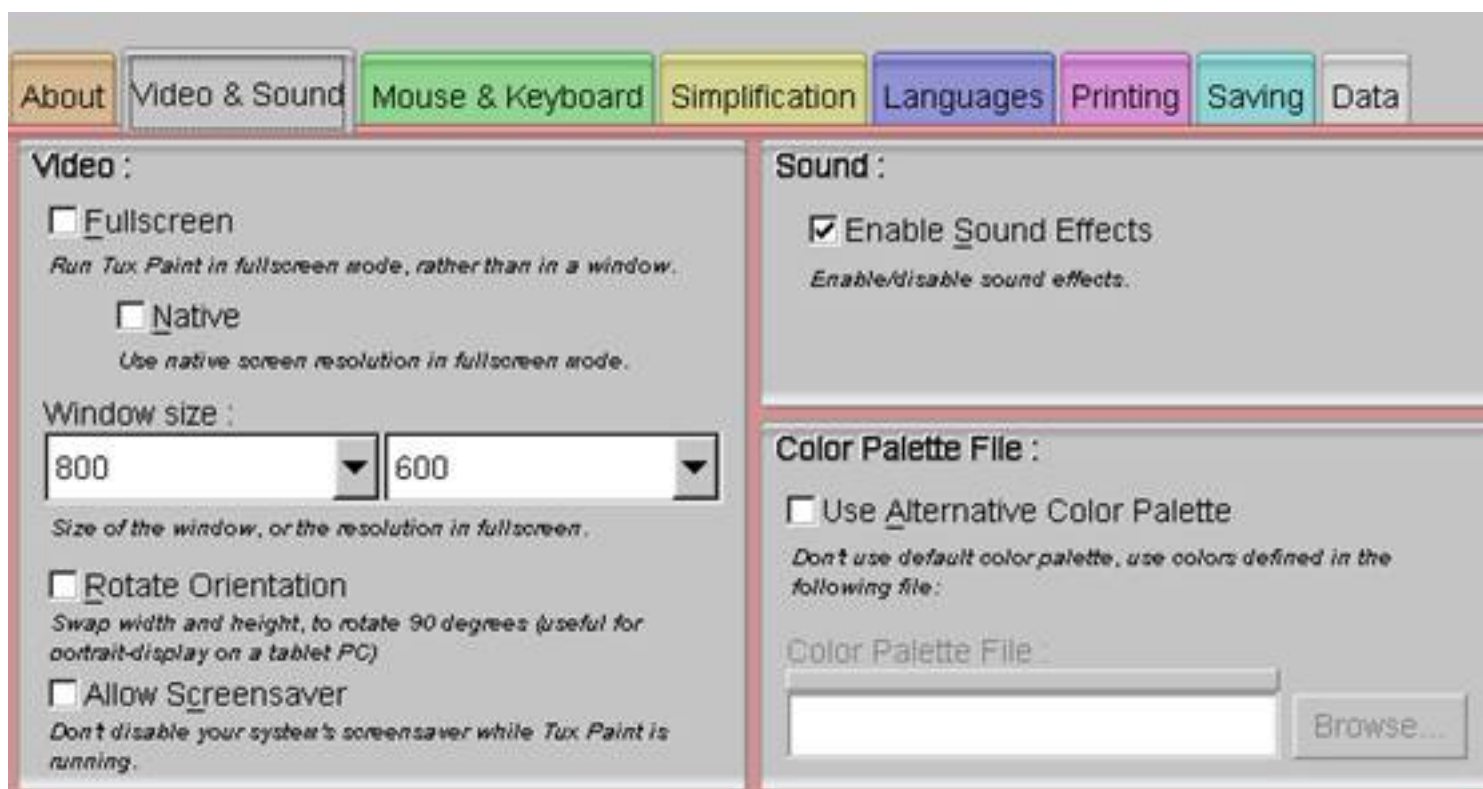 About Video & Sound Mouse & Keyboard Simplification Languages Printing Saving Data
Video :
Fullscreen
Run Tux Paint in fullscreen mode, rather than in a window.
Native
Use native screen resolution in fullscreen mode.
Window size :
800 600
Size of the window, or the resolution in fullscreen.
Rotate Orientation
Swap width and height, to rotate 90 degrees (useful for
portrait-display on a tablet PC)
Allow Screensaver
Don't disable your system's screensaver while Tux Paint is
running.
Sound :
Enable Sound Effects
Enable/disable sound effects.
Color Palette File :
Use Alternative Color Palette
Don't use default color palette, use colors defined in the
following file:
Color Palette File :
Browse...